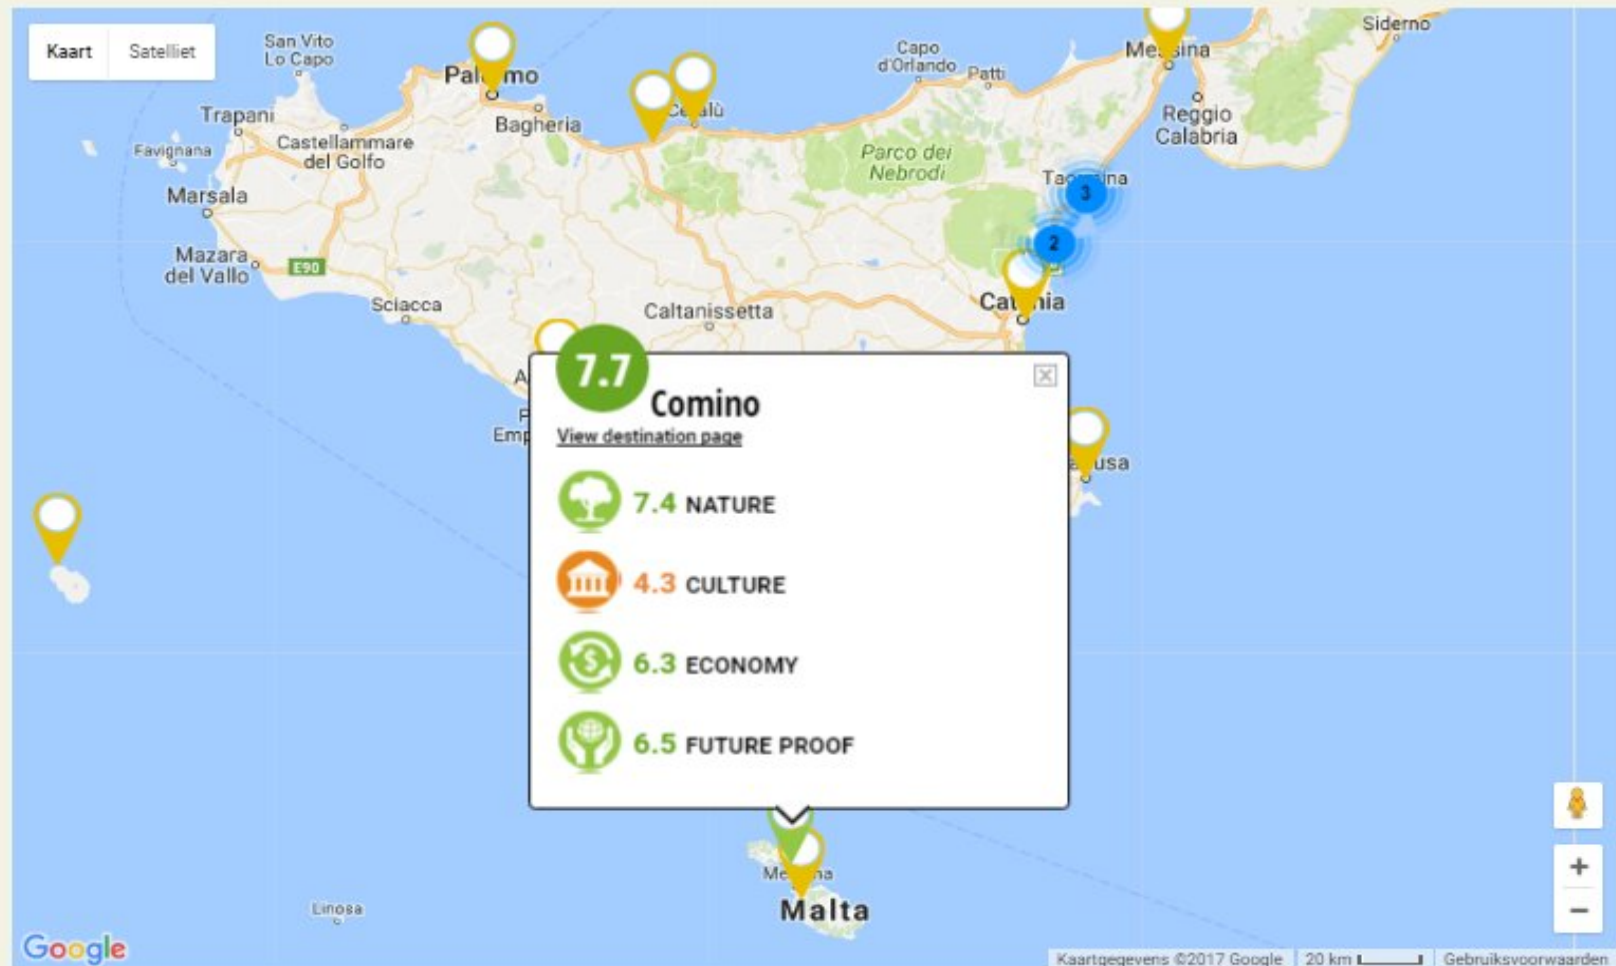 Kaart
Satelliet
San Vito
Lo Capo
Siderno
Capo
d'Orlando
Patti
Trapani
Bagheria
Castellammare
del Golfo
Favignana
Reggio
Calabria
Parco dei
Nebrodi
Marsala
Mazara
del Vallo
E90
Sciacca
Caltanissetta
3
2
7.7
Comino
View destination page
7.4 NATURE
4.3 CULTURE
6.3 ECONOMY
6.5 FUTURE PROOF
Malta
Linosa
Google
+
−
Kaartgegevens ©2017 Google
20 km
Gebruiksvoorwaarden